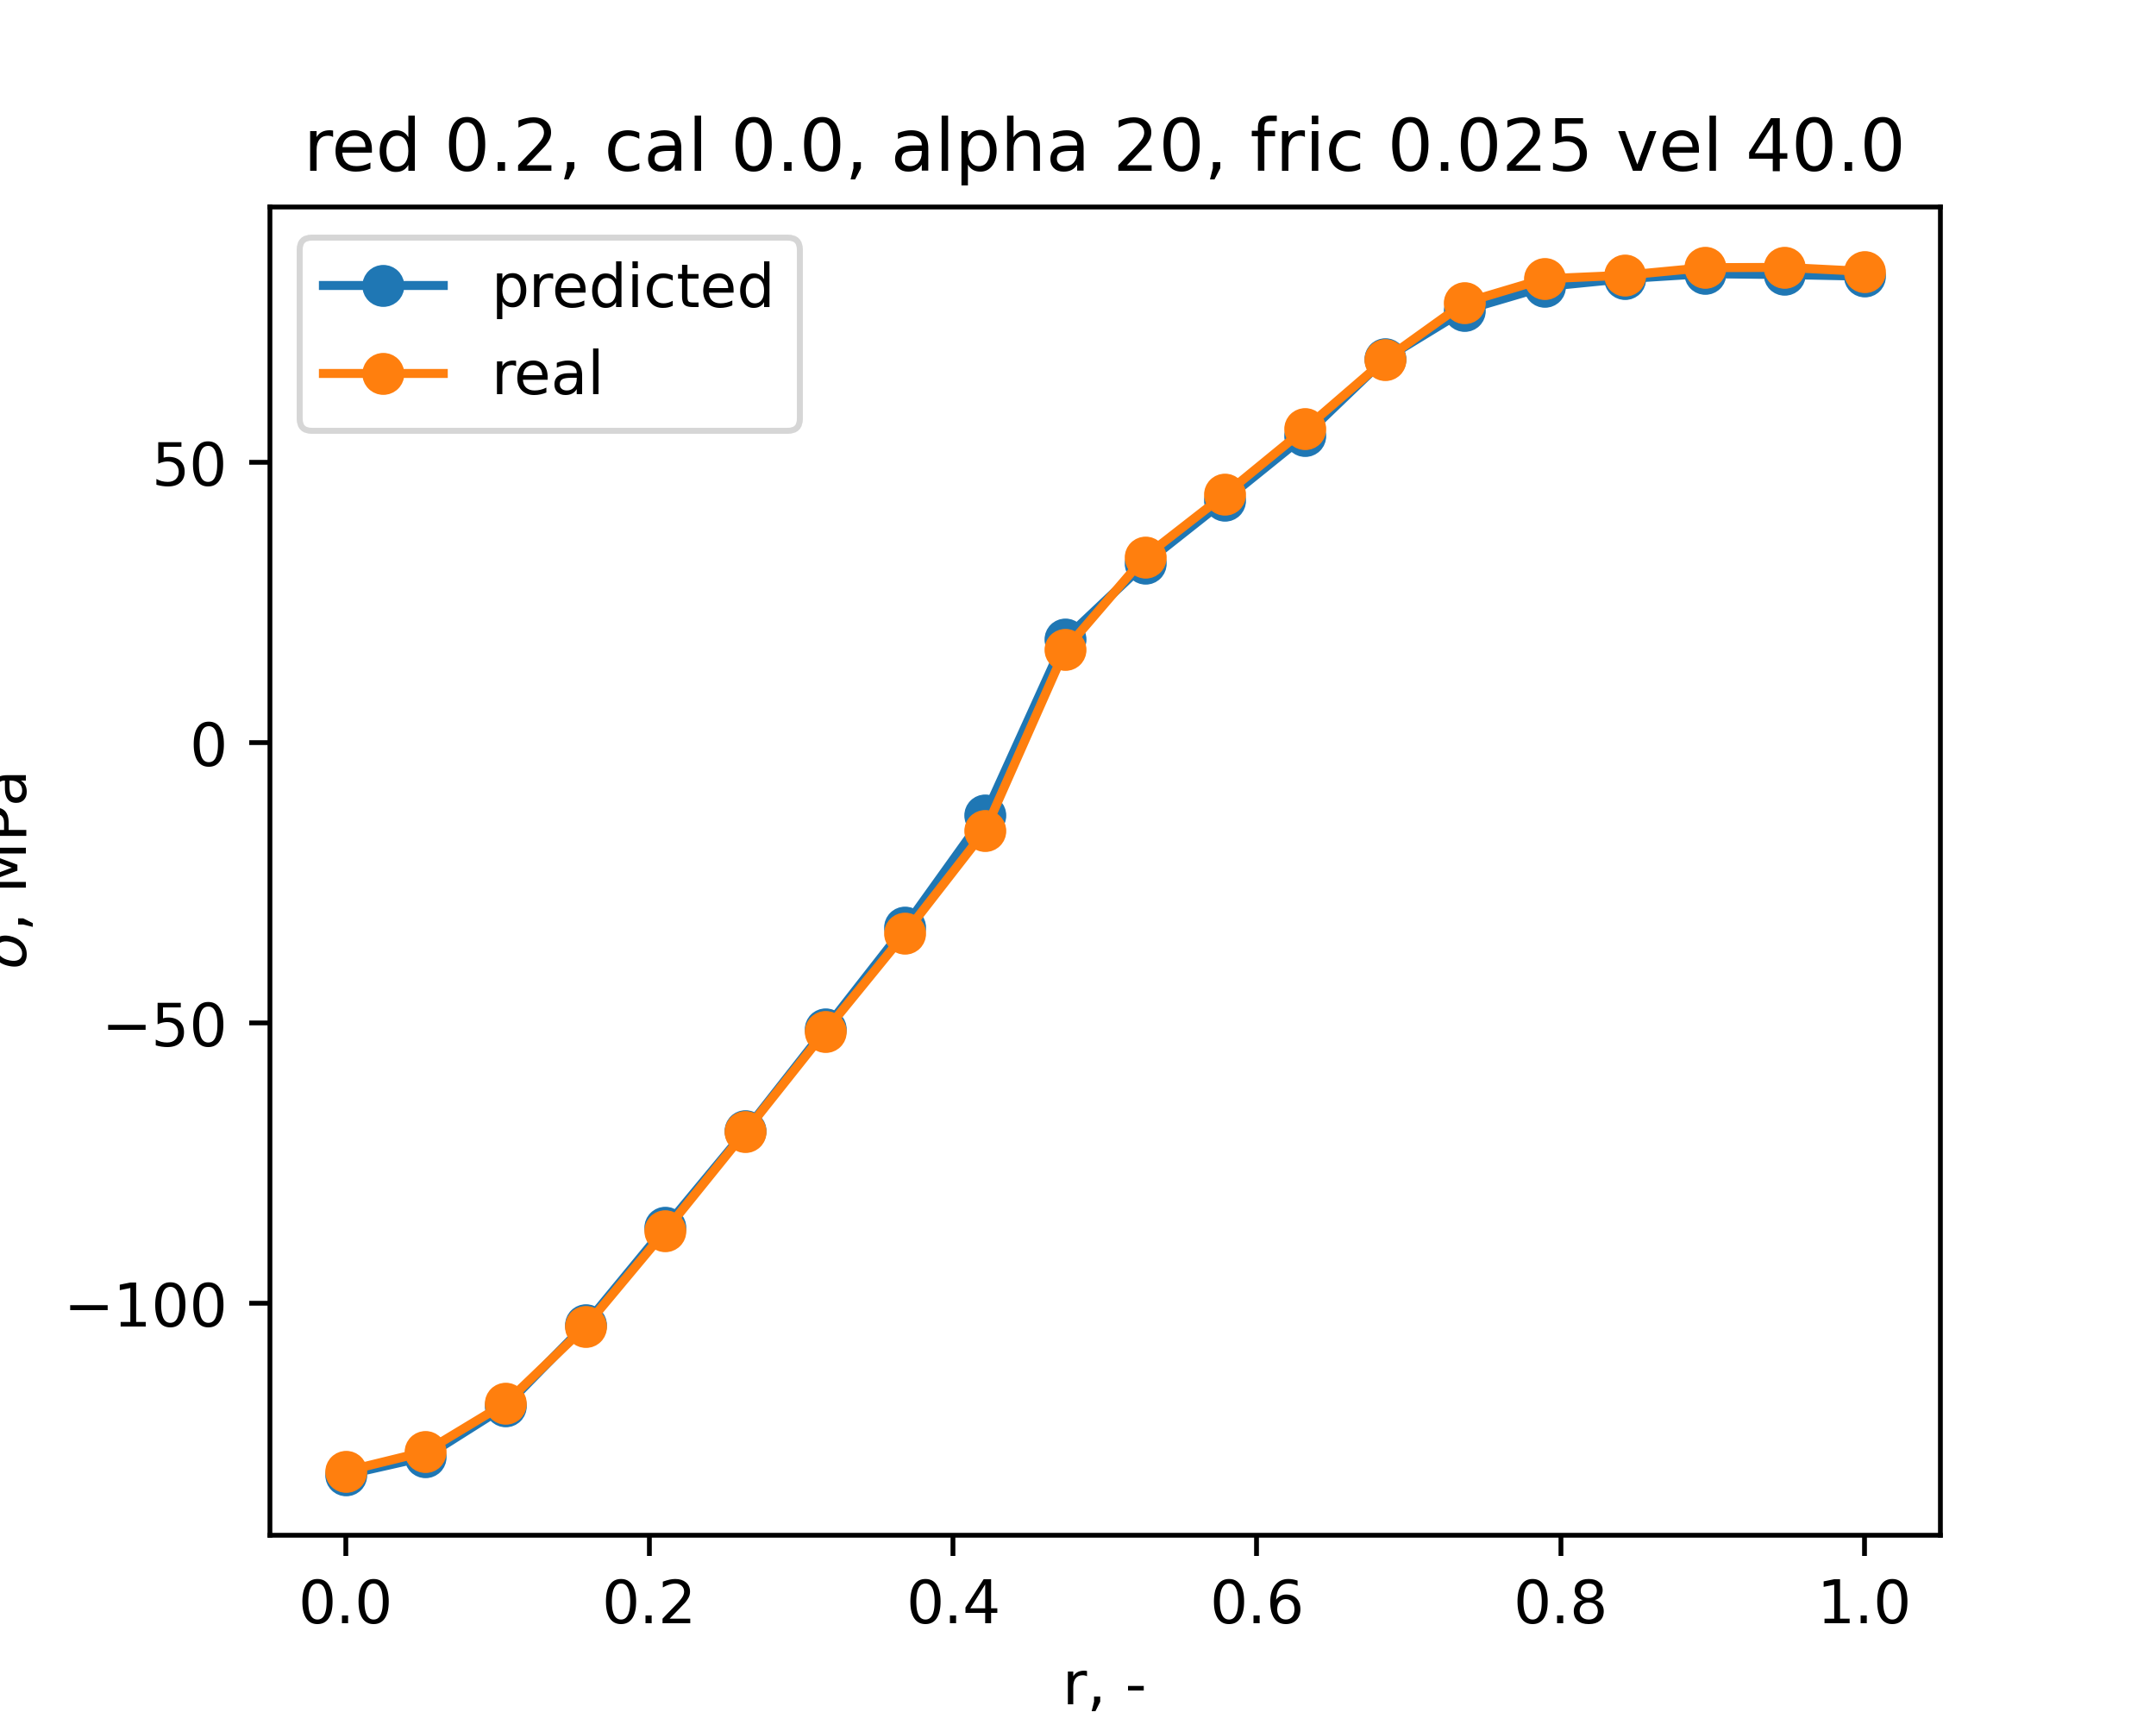 red 0.2, cal 0.0, alpha 20, fric 0.025 vel 40.0
predicted
real
50
0
−50
−100
σ, MPa
0.0 0.2 0.4 0.6 0.8 1.0
r, -